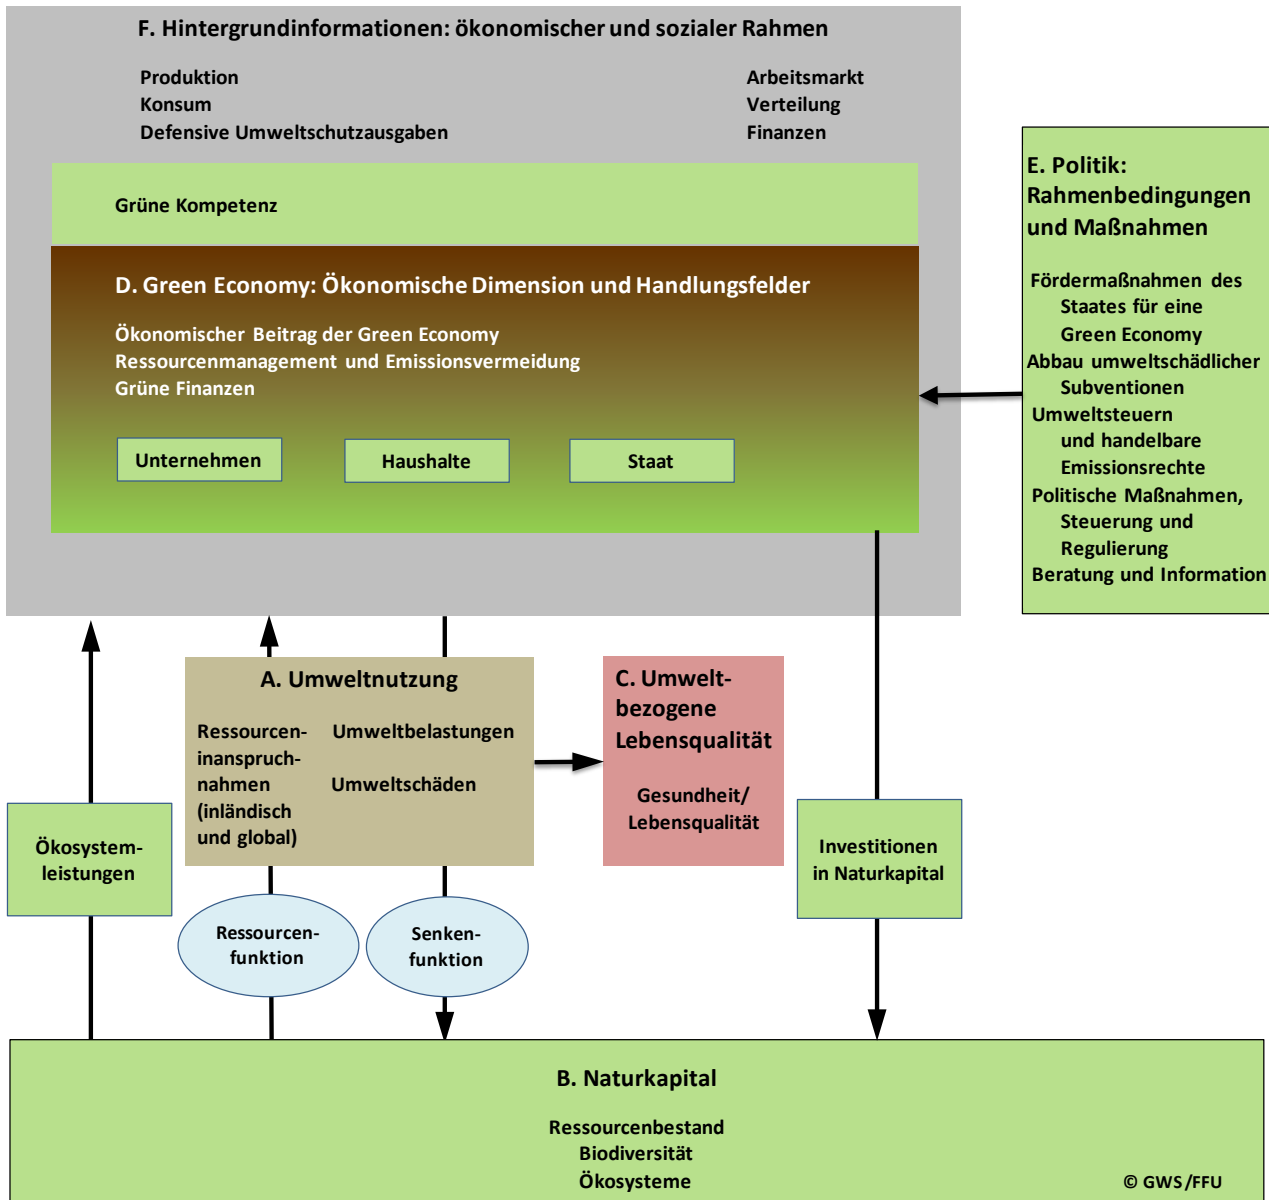 F. Hintergrundinformationen: ökonomischer und sozialer Rahmen
Produktion
Konsum
Defensive Umweltschutzausgaben
Arbeitsmarkt
Verteilung
Finanzen
Grüne Kompetenz
D. Green Economy: Ökonomische Dimension und Handlungsfelder
Ökonomischer Beitrag der Green Economy
Ressourcenmanagement und Emissionsvermeidung
Grüne Finanzen
Unternehmen
Haushalte
Staat
E. Politik:
Rahmenbedingungen
und Maßnahmen
Fördermaßnahmen des
Staates für eine
Green Economy
Abbau umweltschädlicher
Subventionen
Umweltsteuern
und handelbare
Emissionsrechte
Politische Maßnahmen,
Steuerung und
Regulierung
Beratung und Information
A. Umweltnutzung
Ressourcen-
inanspruch-
nahmen
(inländisch
und global)
Umweltbelastungen
Umweltschäden
C. Umwelt-
bezogene
Lebensqualität
Gesundheit/
Lebensqualität
Ökosystem-
leistungen
Ressourcen-
funktion
Senken-
funktion
Investitionen
in Naturkapital
B. Naturkapital
Ressourcenbestand
Biodiversität
Ökosysteme
© GWS/FFU